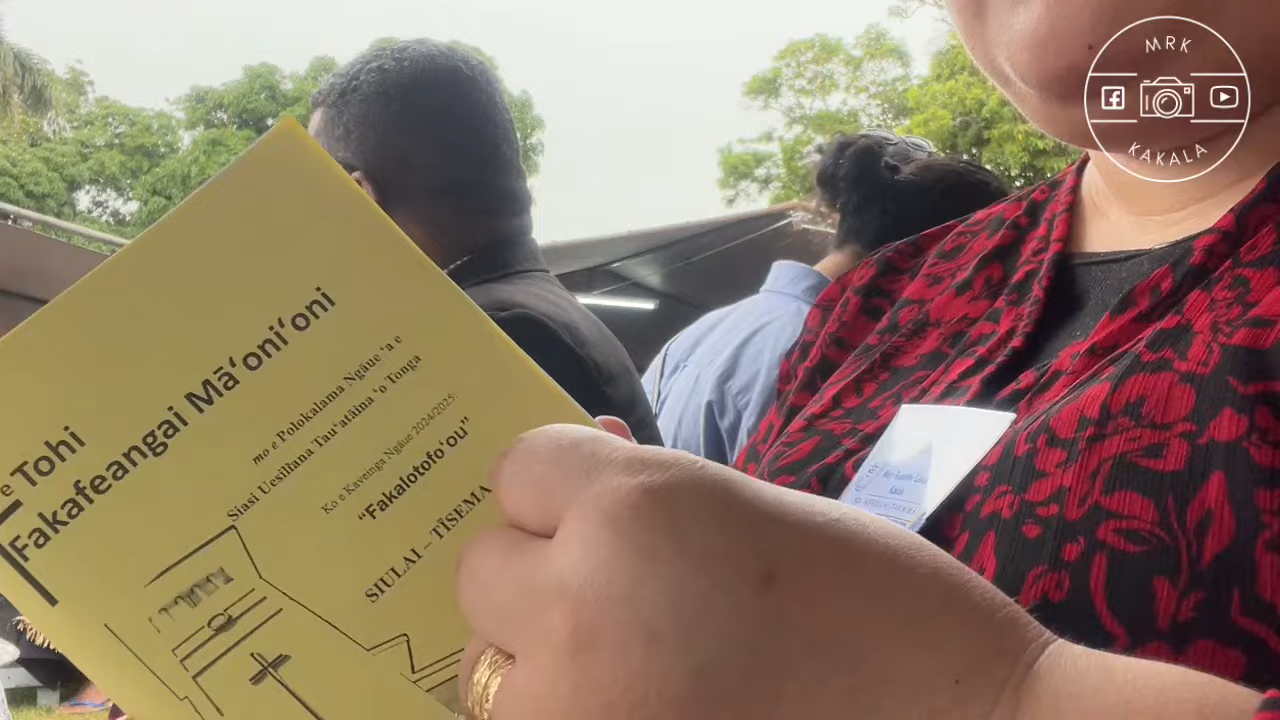 e Tohi
Fakafeangai Māʻoniʻoni
mo e Polokalama Ngāue ʻa e
Siasi Uesiliana Tauʻatāina ʻo Tonga
Ko e Kaveinga Ngāue 2024/2025:
“Fakalotofoʻou”
SIULAI – TĪSEMA
MRK
KAKALA